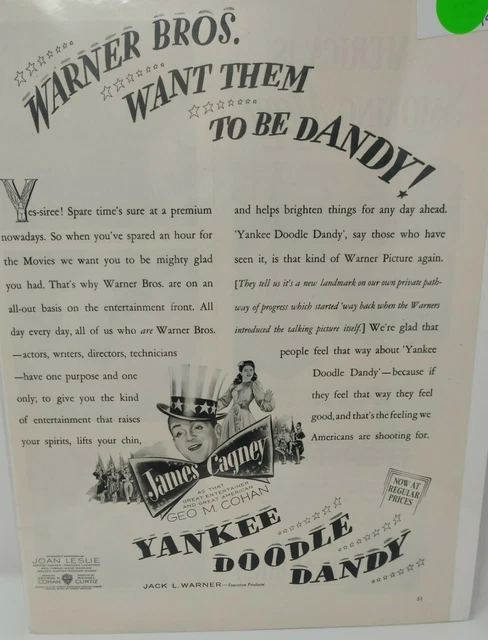 WARNER BROS.
WANT THEM
TO BE DANDY!
Yes-siree! Spare time's sure at a premium
nowadays. So when you've spared an hour for
the Movies we want you to be mighty glad
you had. That's why Warner Bros. are on an
all-out basis on the entertainment front. All
day every day, all of us who are Warner Bros.
—actors, writers, directors, technicians
—have one purpose and one
only; to give you the kind
of entertainment that raises
your spirits, lifts your chin,
and helps brighten things for any day ahead.
'Yankee Doodle Dandy', say those who have
seen it, is that kind of Warner Picture again.
[They tell us it's a new landmark on our own private path-
way of progress which started 'way back when the Warners
introduced the talking picture itself.] We're glad that
people feel that way about 'Yankee
Doodle Dandy'—because if
they feel that way they feel
good, and that's the feeling we
Americans are shooting for.
James Cagney
AS THAT
GREAT ENTERTAINER
AND GREAT AMERICAN
GEO M. COHAN
NOW AT
REGULAR
PRICES
YANKEE
DOODLE
DANDY
JOAN LESLIE
COHAN
CURTIZ
JACK L. WARNER—Executive Producer